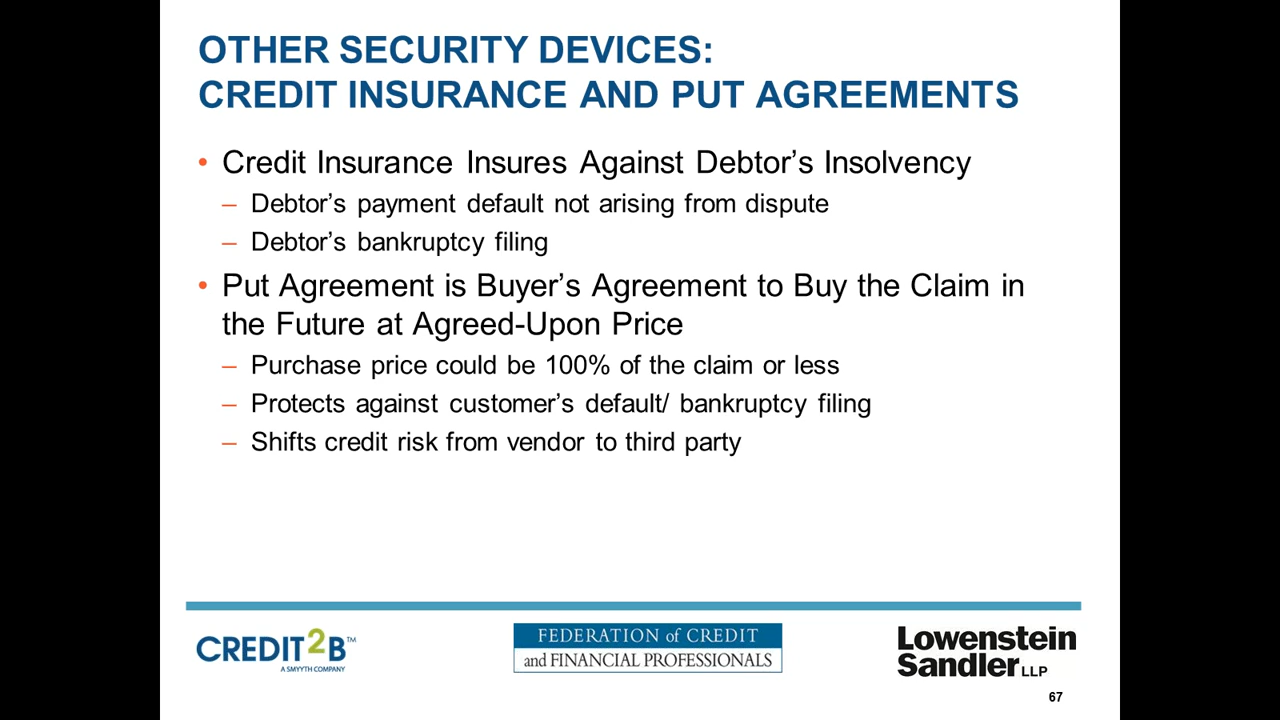 OTHER SECURITY DEVICES:
CREDIT INSURANCE AND PUT AGREEMENTS
• Credit Insurance Insures Against Debtor’s Insolvency
– Debtor’s payment default not arising from dispute
– Debtor’s bankruptcy filing
• Put Agreement is Buyer’s Agreement to Buy the Claim in
the Future at Agreed-Upon Price
– Purchase price could be 100% of the claim or less
– Protects against customer’s default/ bankruptcy filing
– Shifts credit risk from vendor to third party
CREDIT2B™
A SMYYTH COMPANY
FEDERATION of CREDIT
and FINANCIAL PROFESSIONALS
Lowenstein
Sandler LLP
67